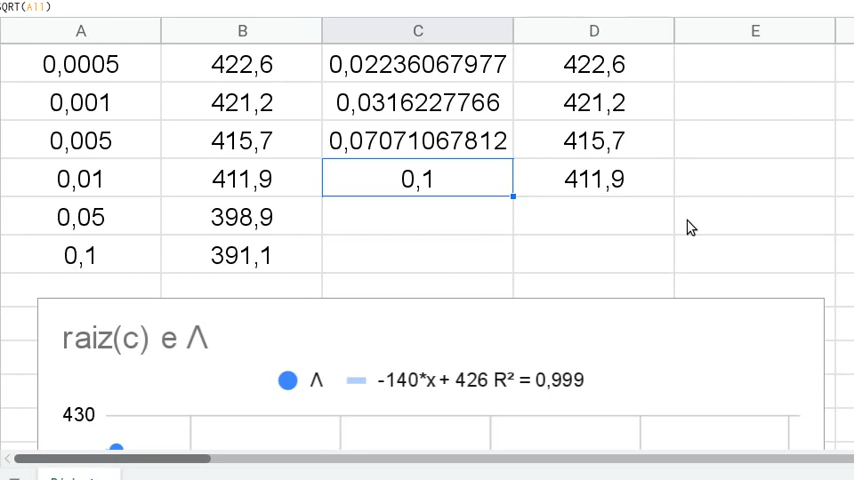 SQRT(A11)
A B C D E
0,0005 422,6 0,02236067977 422,6
0,001 421,2 0,0316227766 421,2
0,005 415,7 0,07071067812 415,7
0,01 411,9 0,1 411,9
0,05 398,9
0,1 391,1
raiz(c) e Λ
Λ -140*x + 426 R² = 0,999
430